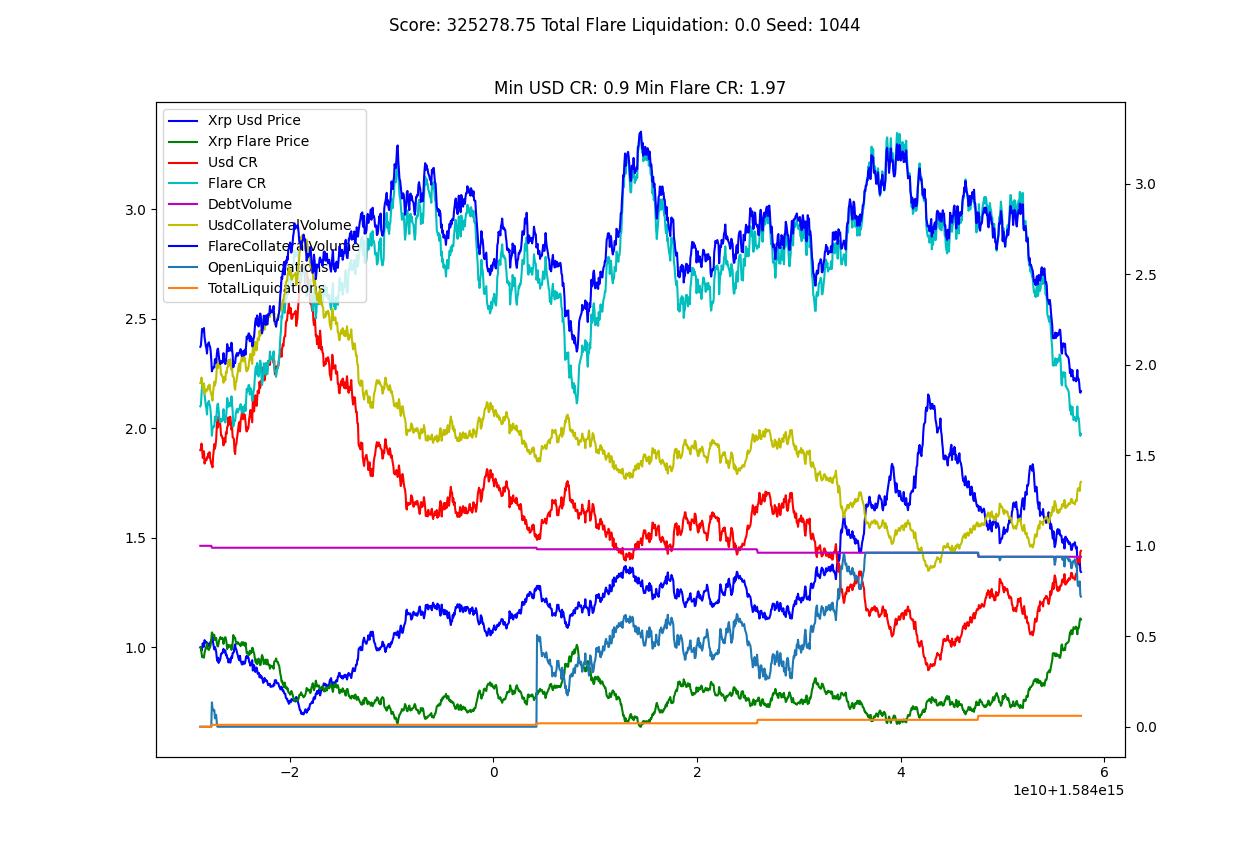 Score: 325278.75 Total Flare Liquidation: 0.0 Seed: 1044
Min USD CR: 0.9 Min Flare CR: 1.97
Xrp Usd Price
Xrp Flare Price
Usd CR
Flare CR
DebtVolume
UsdCollateralVolume
FlareCollateralVolume
OpenLiquidations
TotalLiquidations
3.0
2.5
2.0
1.5
1.0
3.0
2.5
2.0
1.5
1.0
0.5
0.0
−2
0
2
4
6
1e10+1.584e15